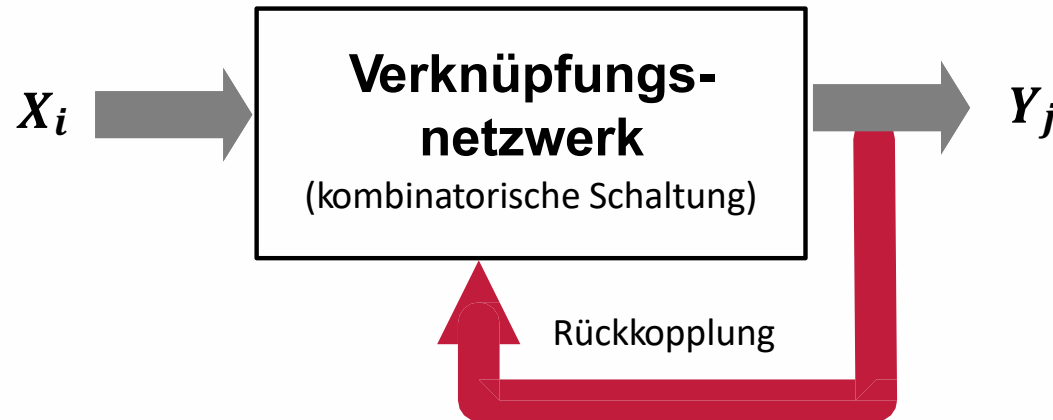 Verknüpfungs-
netzwerk
(kombinatorische Schaltung)
X_i
Y_j
Rückkopplung